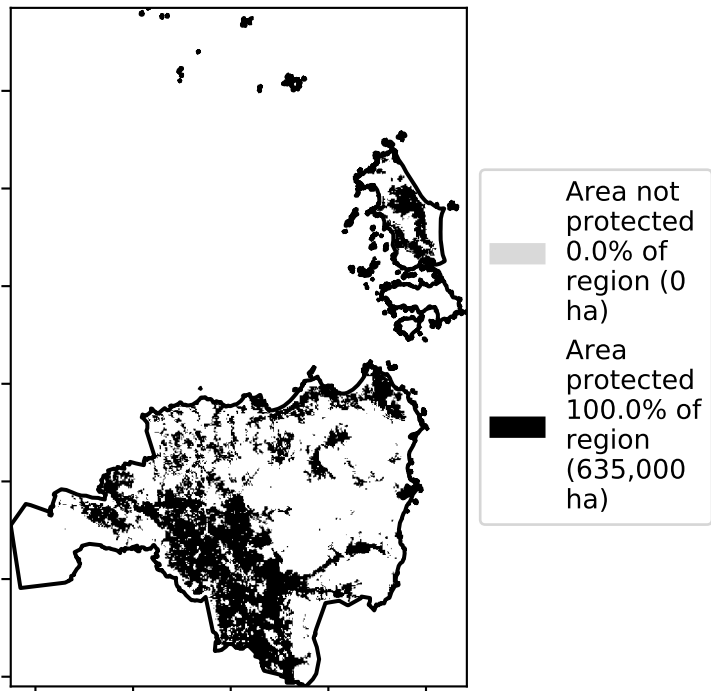 Area not
protected
0.0% of
region (0
ha)
Area
protected
100.0% of
region
(635,000
ha)